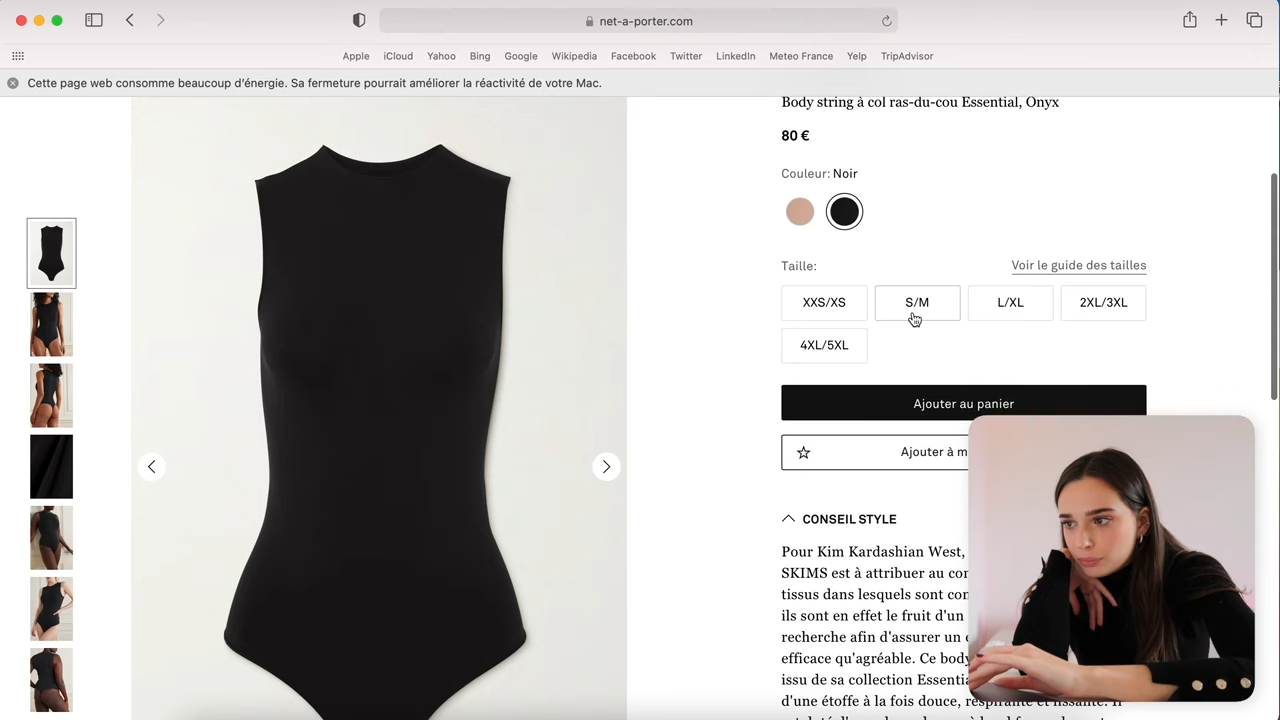 net-a-porter.com
Apple iCloud Yahoo Bing Google Wikipedia Facebook Twitter LinkedIn Meteo France Yelp TripAdvisor
Cette page web consomme beaucoup d'énergie. Sa fermeture pourrait améliorer la réactivité de votre Mac.
Body string à col ras-du-cou Essential, Onyx
80 €
Couleur: Noir
Taille: Voir le guide des tailles
XXS/XS S/M L/XL 2XL/3XL
4XL/5XL
Ajouter au panier
Ajouter à m
CONSEIL STYLE
Pour Kim Kardashian West,
SKIMS est à attribuer au
tissus dans lesquels sont
ils sont en effet le fruit d'un
recherche afin d'assurer un
efficace qu'agréable. Ce body
issu de sa collection
d'une étoffe à la fois douce, respirante et lissante. Il